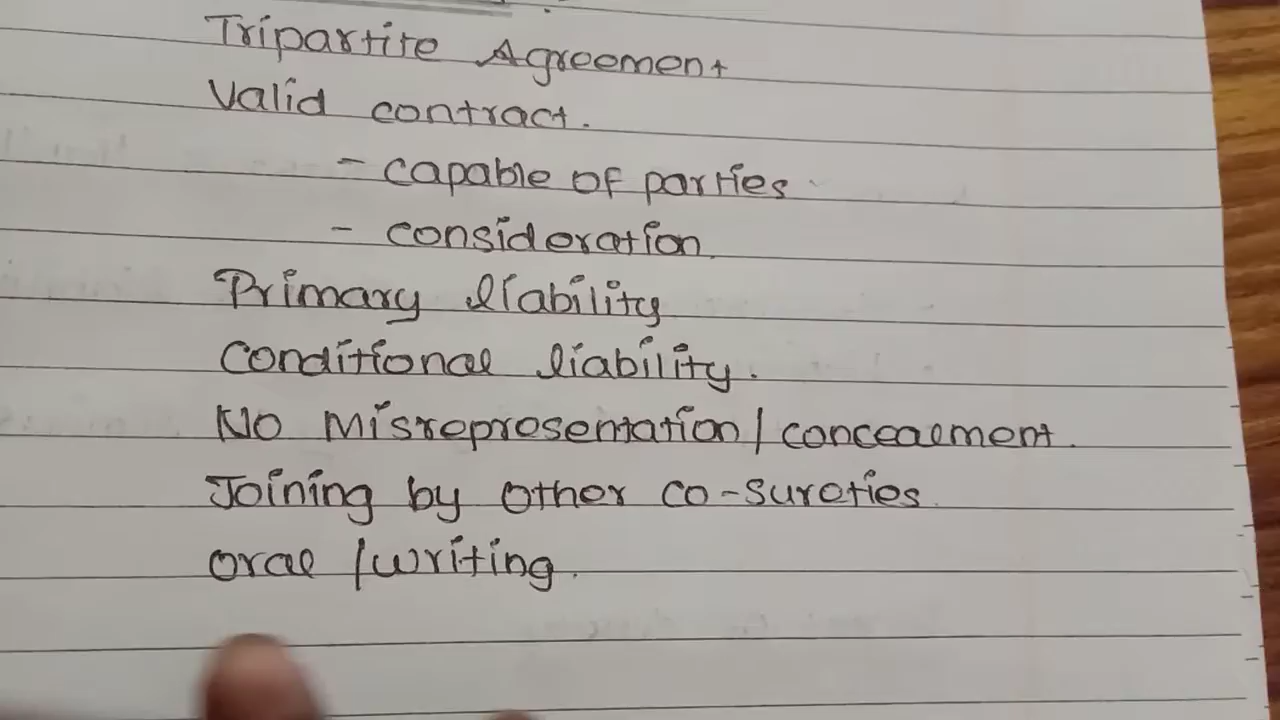 Tripartite Agreement
Valid contract.
- capable of parties
- consideration.
Primary liability
Conditional liability.
No Misrepresentation/concealment.
Joining by other co-sureties.
Oral/writing.